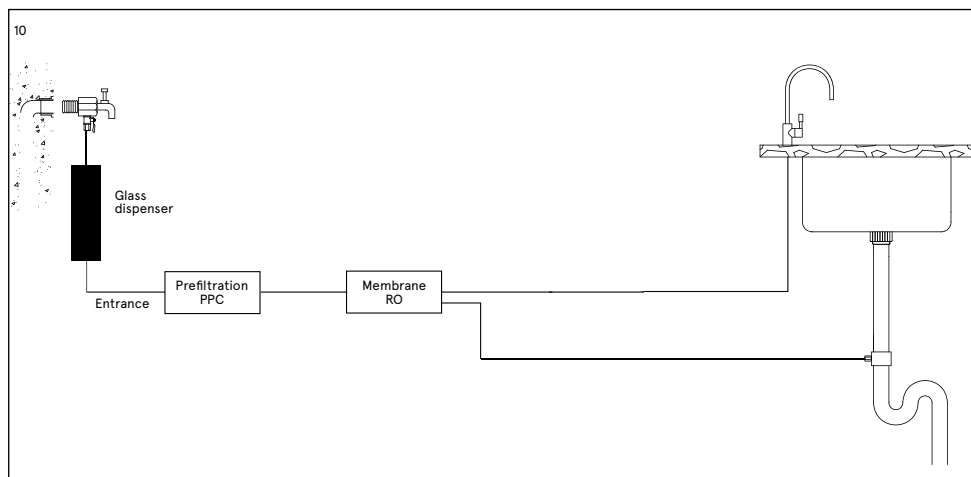 10
Glass
dispenser
Entrance
Prefiltration
PPC
Membrane
RO